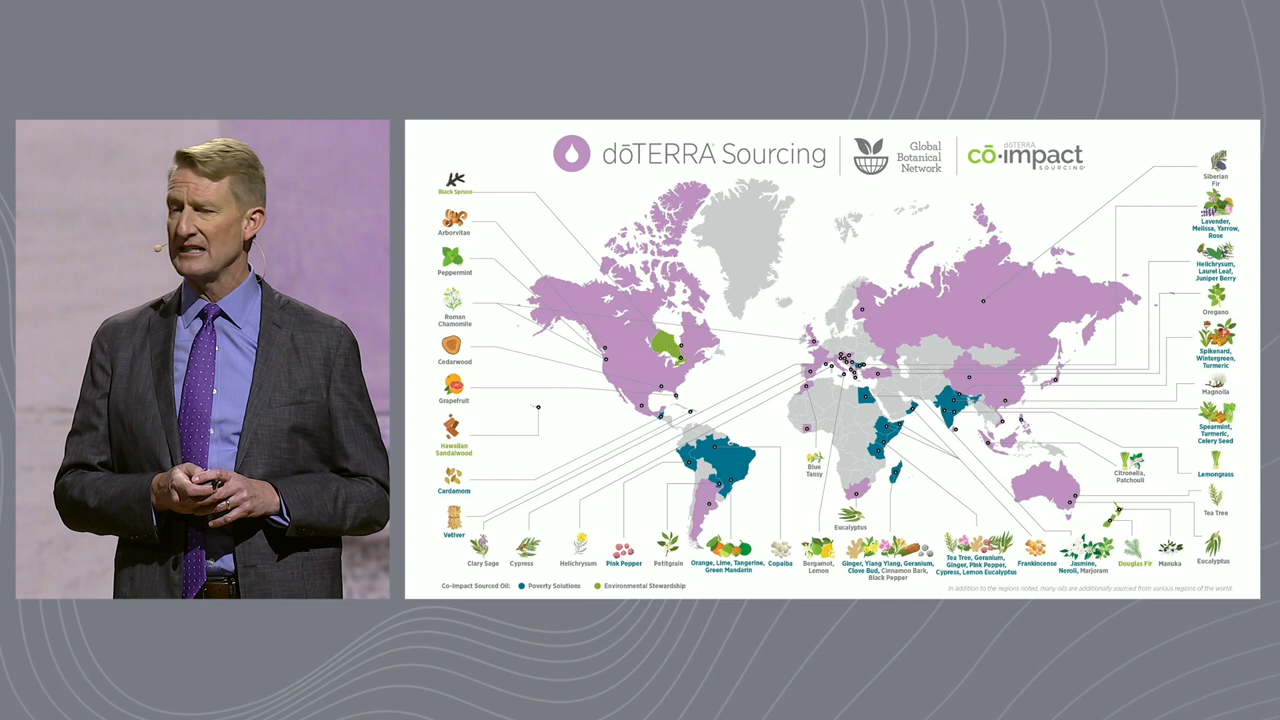 dōTERRA Sourcing
Global
Botanical
Network
dōTERRA
cō·impact
SOURCING
Black Spruce
Arborvitae
Peppermint
Roman
Chamomile
Cedarwood
Grapefruit
Hawaiian
Sandalwood
Cardamom
Vetiver
Siberian
Fir
Lavender,
Melissa, Yarrow,
Rose
Helichrysum,
Laurel Leaf,
Juniper Berry
Oregano
Spikenard,
Wintergreen,
Turmeric
Magnolia
Spearmint,
Turmeric,
Celery Seed
Citronella,
Patchouli
Lemongrass
Tea Tree
Eucalyptus
Blue
Tansy
Eucalyptus
Clary Sage
Cypress
Helichrysum
Pink Pepper
Petitgrain
Orange, Lime, Tangerine,
Green Mandarin
Copaiba
Bergamot,
Lemon
Ginger, Ylang Ylang, Geranium,
Clove Bud, Cinnamon Bark,
Black Pepper
Tea Tree, Geranium,
Ginger, Pink Pepper,
Cypress, Lemon Eucalyptus
Frankincense
Jasmine,
Neroli, Marjoram
Douglas Fir
Manuka
Co-Impact Sourced Oil: Poverty Solutions Environmental Stewardship
In addition to the regions noted, many oils are additionally sourced from various regions of the world.